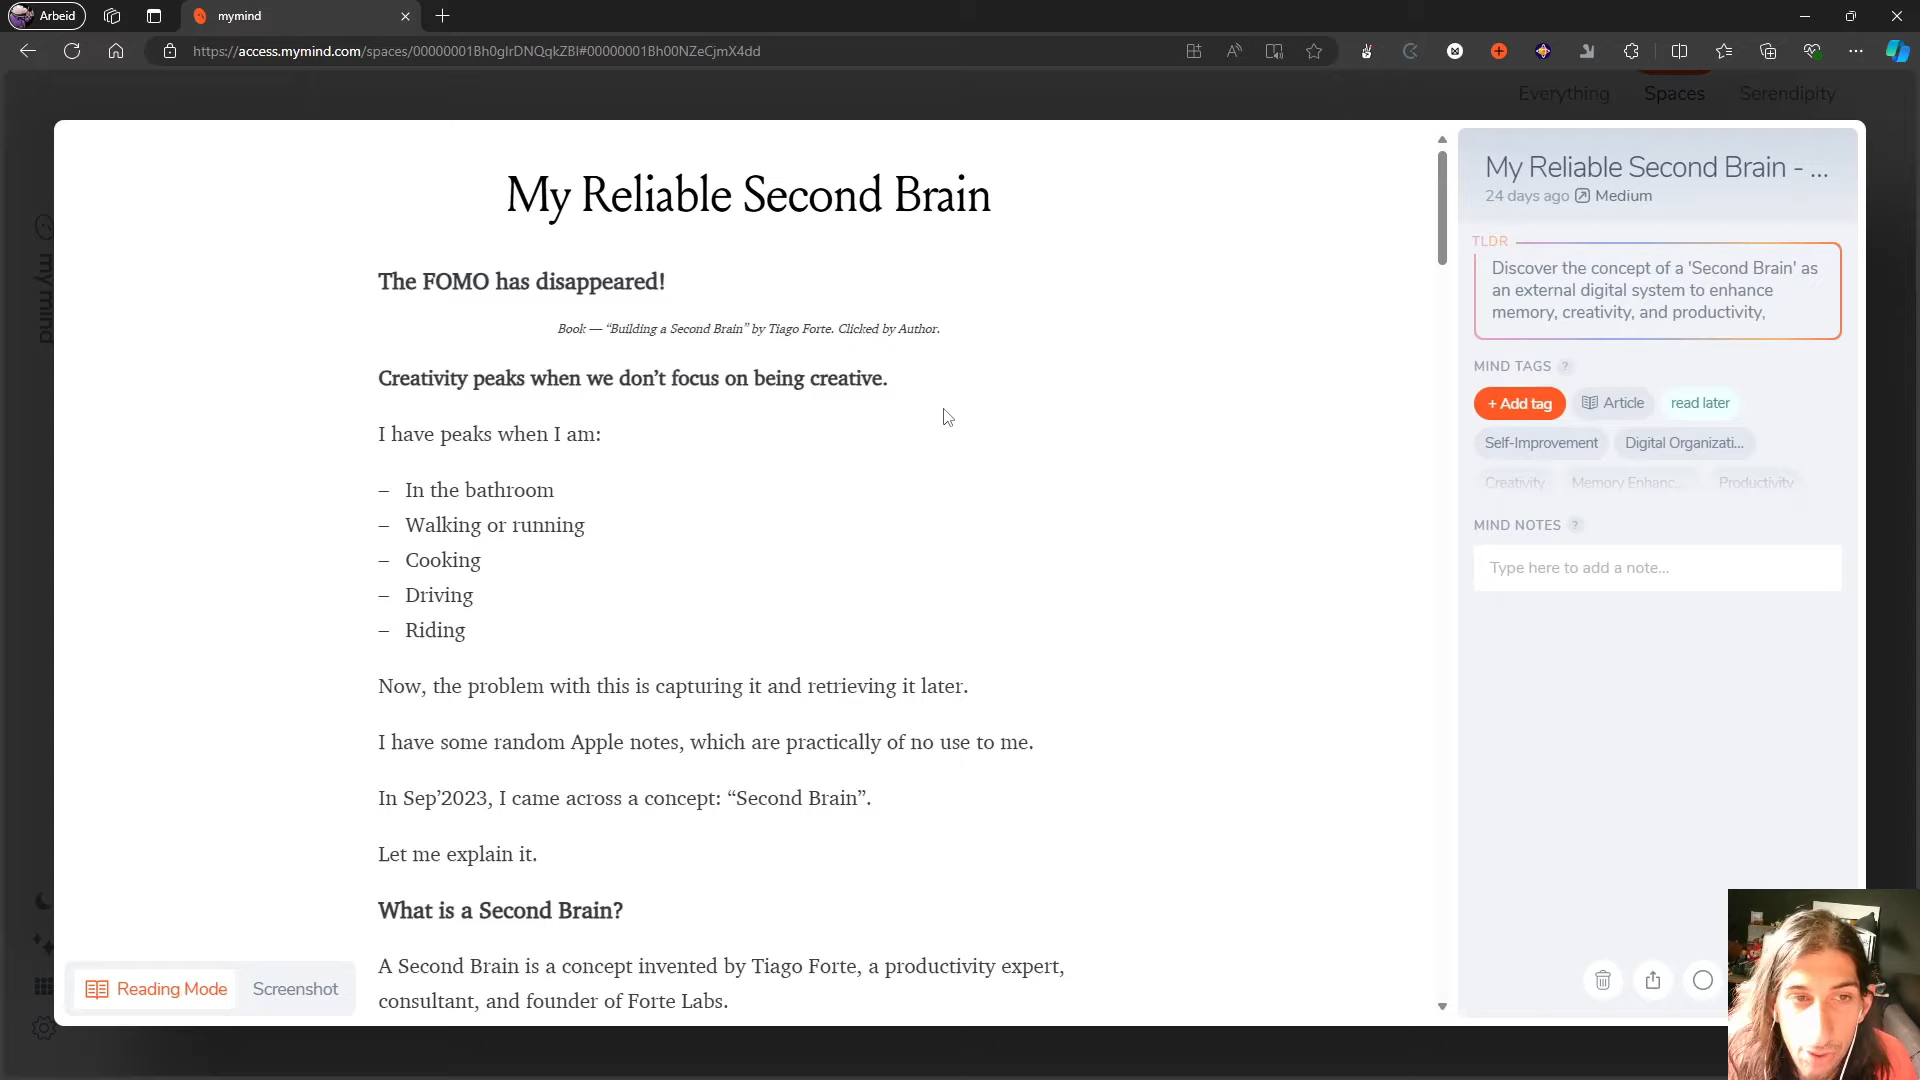 Arbeid
mymind
https://access.mymind.com/spaces/00000001Bh0gIrDNQqkZBl#00000001Bh00NZeCjmX4dd
Everything
Spaces
Serendipity
my mind
My Reliable Second Brain
The FOMO has disappeared!
Book — “Building a Second Brain” by Tiago Forte. Clicked by Author.
Creativity peaks when we don’t focus on being creative.
I have peaks when I am:
– In the bathroom
– Walking or running
– Cooking
– Driving
– Riding
Now, the problem with this is capturing it and retrieving it later.
I have some random Apple notes, which are practically of no use to me.
In Sep’2023, I came across a concept: “Second Brain”.
Let me explain it.
What is a Second Brain?
A Second Brain is a concept invented by Tiago Forte, a productivity expert,
consultant, and founder of Forte Labs.
Reading Mode
Screenshot
My Reliable Second Brain - ...
24 days ago Medium
TLDR
Discover the concept of a 'Second Brain' as
an external digital system to enhance
memory, creativity, and productivity,
MIND TAGS ?
+ Add tag
Article
read later
Self-Improvement
Digital Organizati...
Creativity
Memory Enhanc...
Productivity
MIND NOTES ?
Type here to add a note...